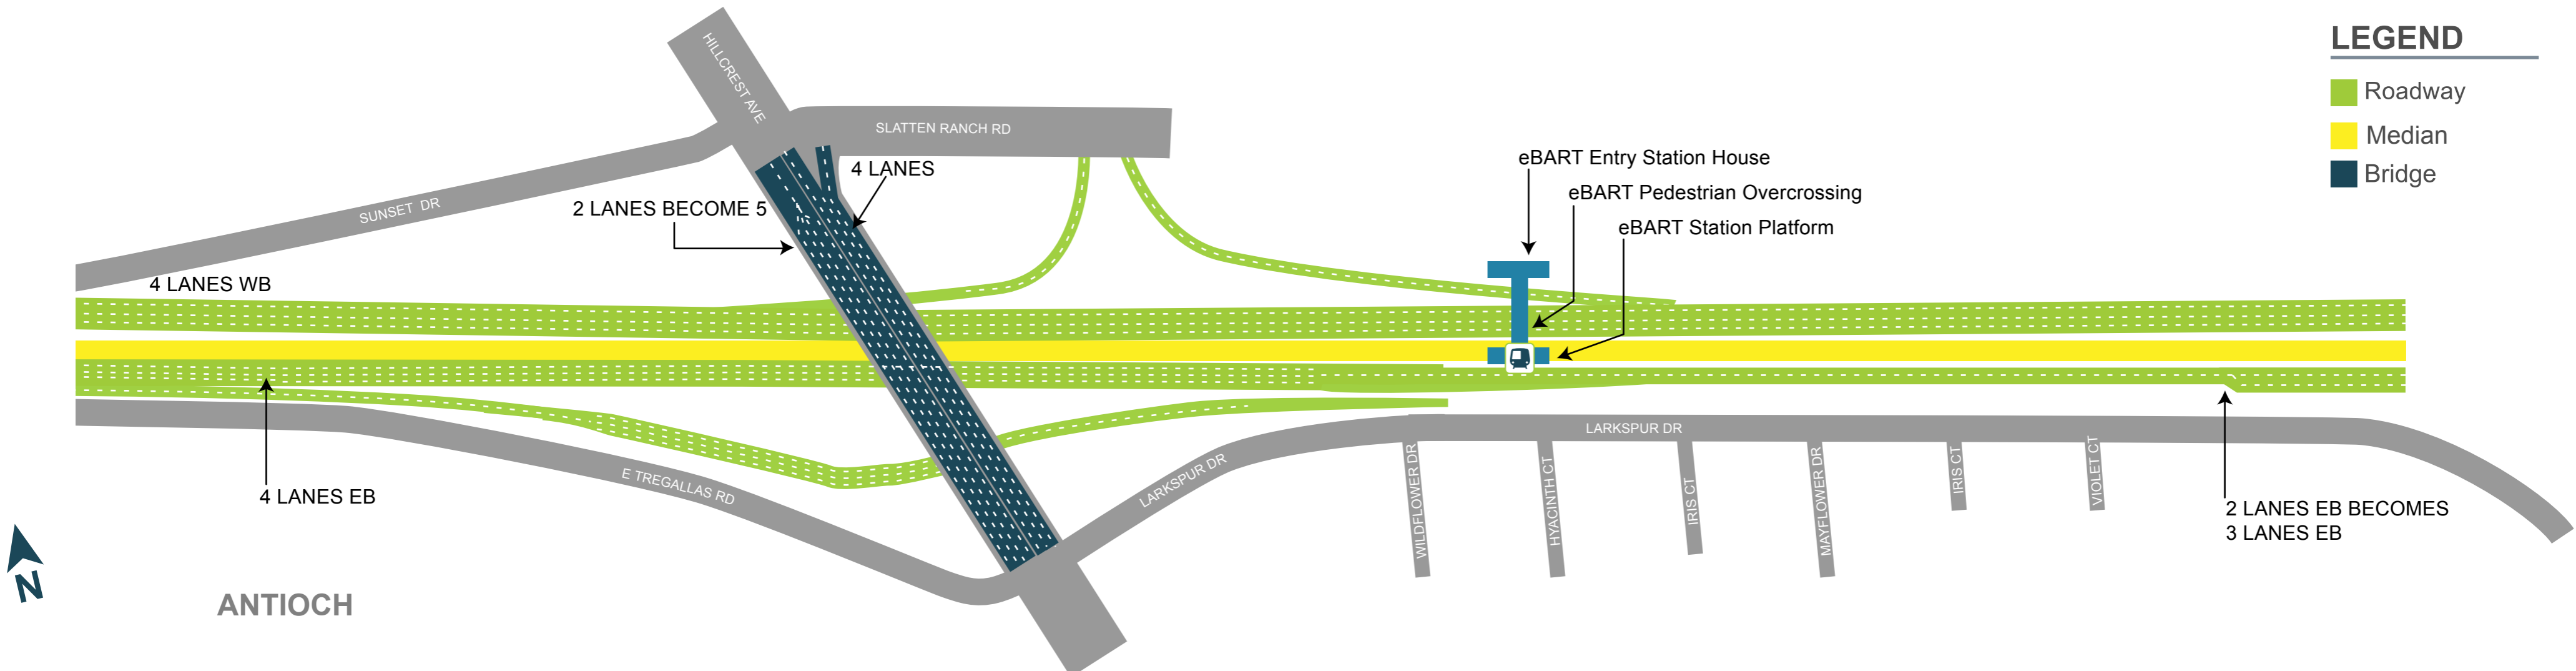 LEGEND
Roadway
Median
Bridge
HILLCREST AVE
SLATTEN RANCH RD
4 LANES
2 LANES BECOME 5
SUNSET DR
4 LANES WB
eBART Entry Station House
eBART Pedestrian Overcrossing
eBART Station Platform
4 LANES EB
E TREGALLAS RD
LARKSPUR DR
LARKSPUR DR
WILDFLOWER DR
HYACINTH CT
IRIS CT
MAYFLOWER DR
IRIS CT
VIOLET CT
2 LANES EB BECOMES
3 LANES EB
N
ANTIOCH